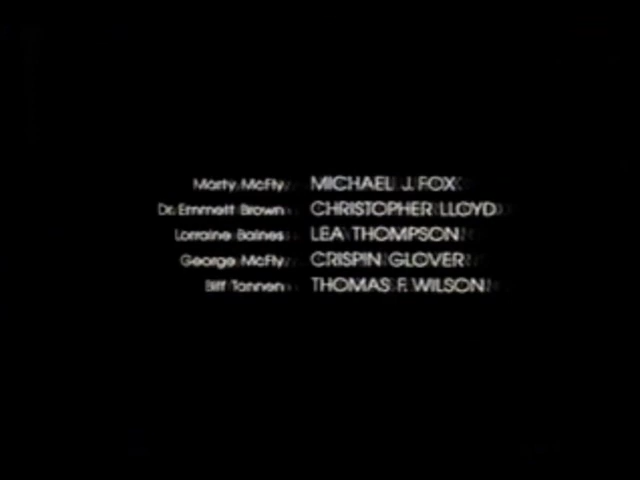 Marty McFly MICHAEL J. FOX
Dr. Emmett Brown CHRISTOPHER LLOYD
Lorraine Baines LEA THOMPSON
George McFly CRISPIN GLOVER
Biff Tannen THOMAS F. WILSON